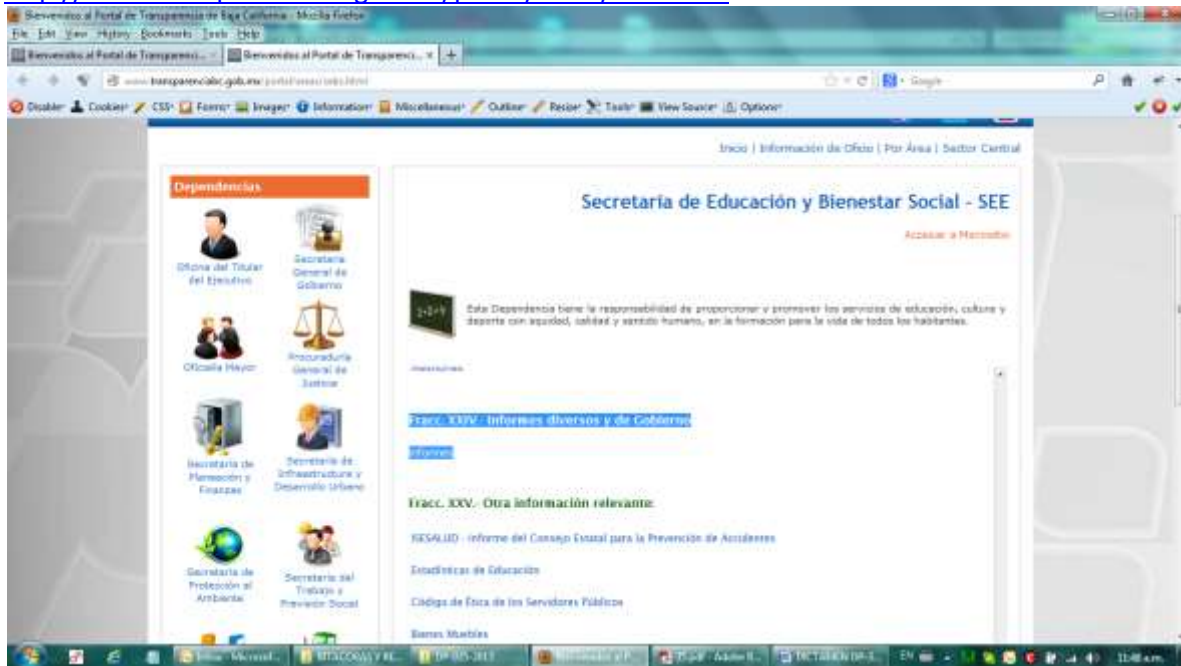 Bienvenidos al Portal de Transparencia de Baja California - Mozilla Firefox
File Edit View History Bookmarks Tools Help
Bienvenidos al Portal de Transparenci...
Bienvenidos al Portal de Transparenci... × +
www.transparenciabc.gob.mx
Google
Disable Cookies CSS Forms Images Information Miscellaneous Outline Resize Tools View Source Options
Inicio | Información de Oficio | Por Área | Sector Central
Dependencias
Oficina del Titular
del Ejecutivo
Secretaría
General de
Gobierno
Oficialía Mayor
Procuraduría
General de
Justicia
Secretaría de
Planeación y
Finanzas
Secretaría de
Infraestructura y
Desarrollo Urbano
Secretaría de
Protección al
Ambiente
Secretaría del
Trabajo y
Previsión Social
Secretaría de Educación y Bienestar Social - SEE
Accesar a Micrositio
2+2=4
Esta Dependencia tiene la responsabilidad de proporcionar y promover los servicios de educación, cultura y
deporte con equidad, calidad y sentido humano, en la formación para la vida de todos los habitantes.
Fracc. XXIV.- Informes diversos y de Gobierno
Informes
Fracc. XXV.- Otra información relevante:
ISESALUD - Informe del Consejo Estatal para la Prevención de Accidentes
Estadísticas de Educación
Código de Ética de los Servidores Públicos
Bienes Muebles
EN
11:48 a.m.